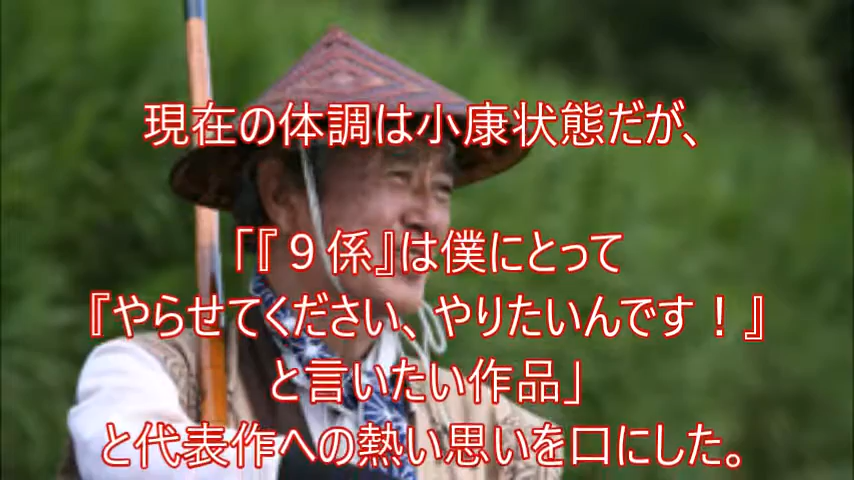 現在の体調は小康状態だが、
「『９係』は僕にとって
『やらせてください、やりたいんです！』
と言いたい作品」
と代表作への熱い思いを口にした。